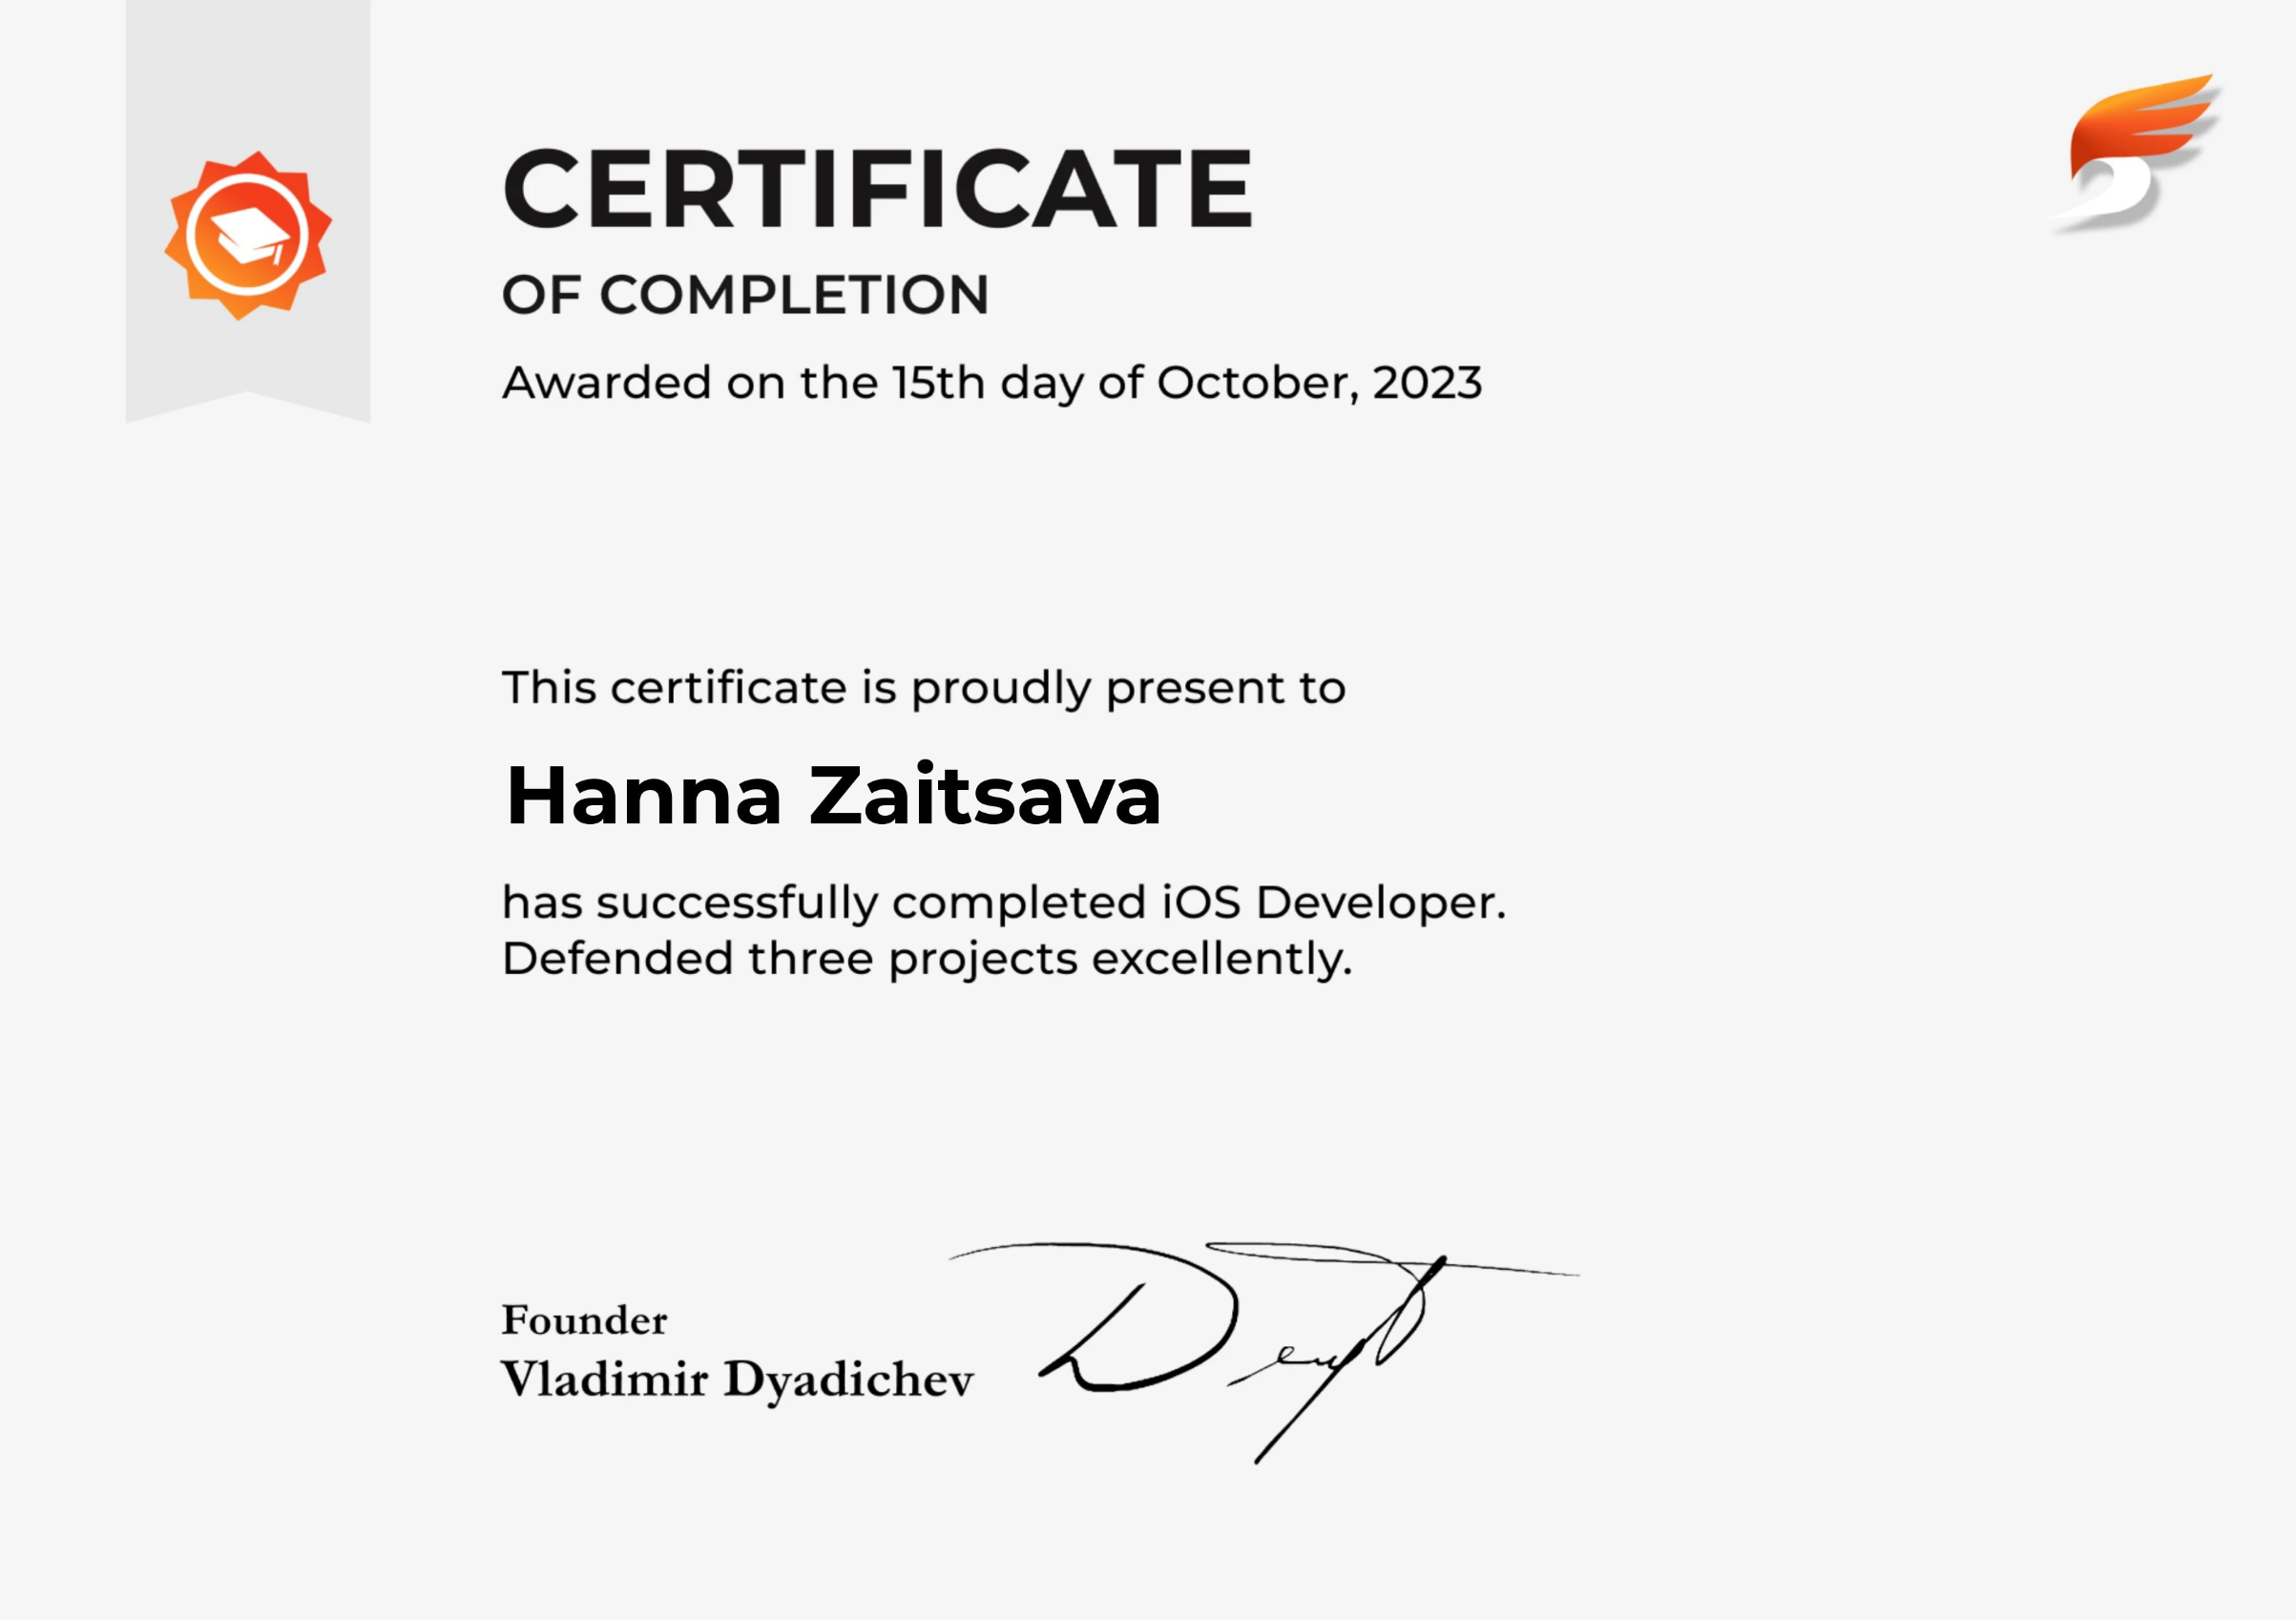 CERTIFICATE
OF COMPLETION
Awarded on the 15th day of October, 2023
This certificate is proudly present to
Hanna Zaitsava
has successfully completed iOS Developer.
Defended three projects excellently.
Founder
Vladimir Dyadichev